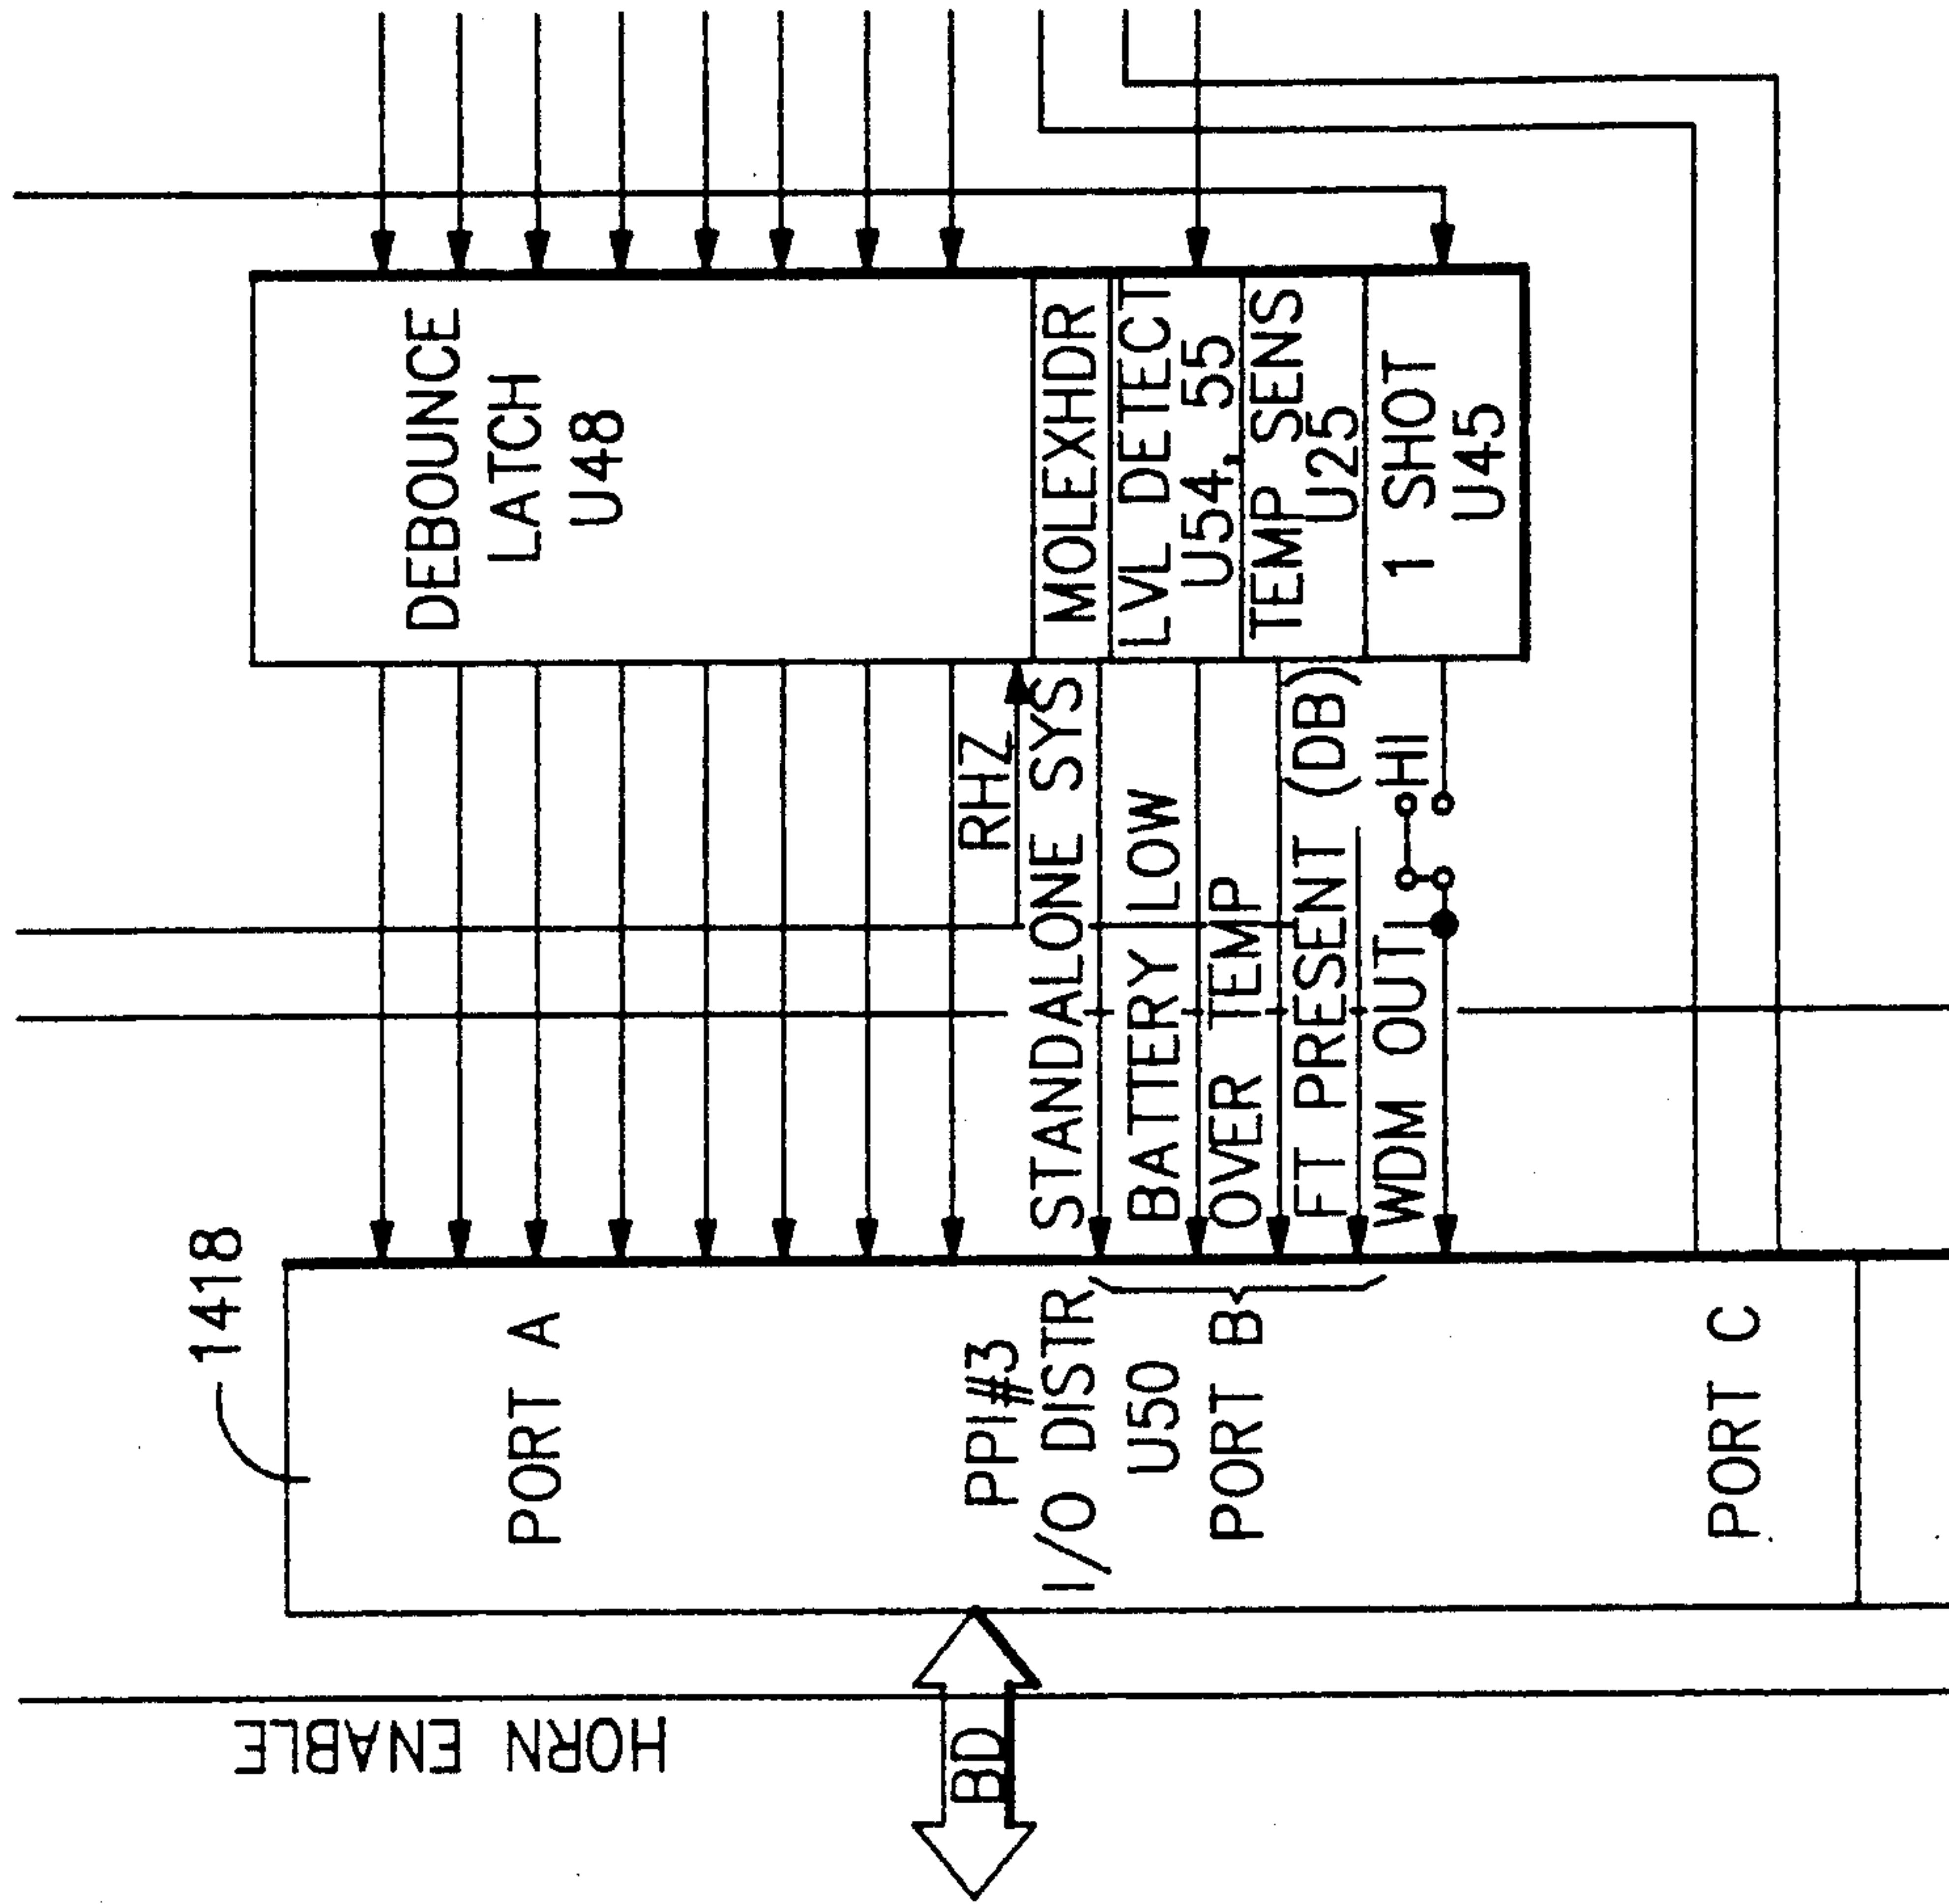 1418
PORT A
PPI#3
I/O DISTR
U50
PORT B
PORT C
BD
HORN ENABLE
RHZ
STANDALONE SYS
BATTERY LOW
OVER TEMP
FT PRESENT (DB)
WDM OUT
HI
DEBOUNCE
LATCH
U48
MOLEXHDR
LVL DETECT
U54, 55
TEMP SENS
U25
1 SHOT
U45